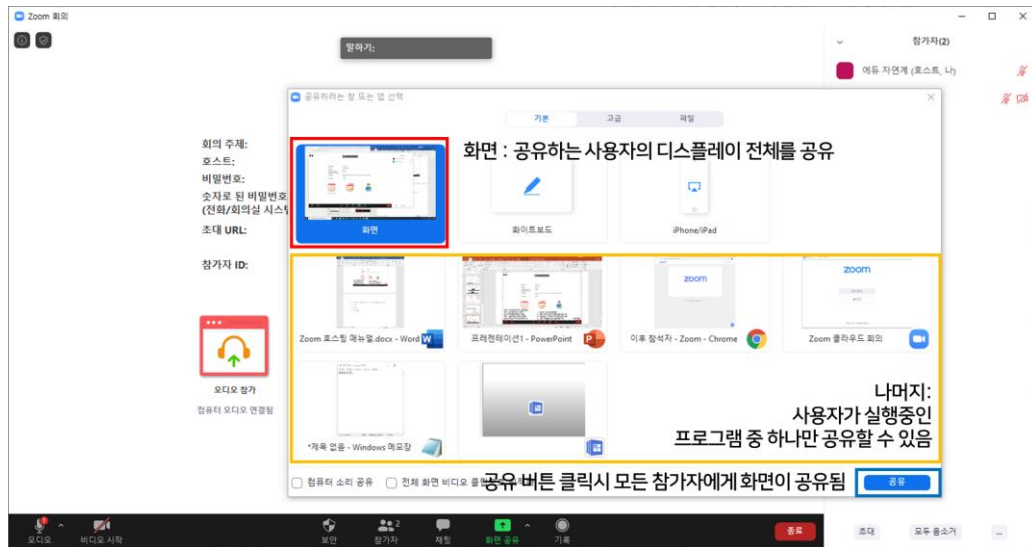 Zoom 회의
말하기:
참가자(2)
에듀 자연계 (호스트, 나)
공유하려는 창 또는 앱 선택
기본
고급
파일
회의 주제:
호스트:
비밀번호:
숫자로 된 비밀번호
(전화/회의실 시스템
초대 URL:
참가자 ID:
화면 : 공유하는 사용자의 디스플레이 전체를 공유
화면
화이트보드
iPhone/iPad
zoom
zoom
Zoom 호스팅 매뉴얼.docx - Word
프레젠테이션1 - PowerPoint
이후 참석자 - Zoom - Chrome
Zoom 클라우드 회의
*제목 없음 - Windows 메모장
나머지:
사용자가 실행중인
프로그램 중 하나만 공유할 수 있음
오디오 참가
컴퓨터 오디오 연결됨
컴퓨터 소리 공유
전체 화면 비디오
공유 버튼 클릭시 모든 참가자에게 화면이 공유됨
공유
오디오
비디오 시작
보안
참가자
2
채팅
화면 공유
기록
종료
초대
모두 음소거
...